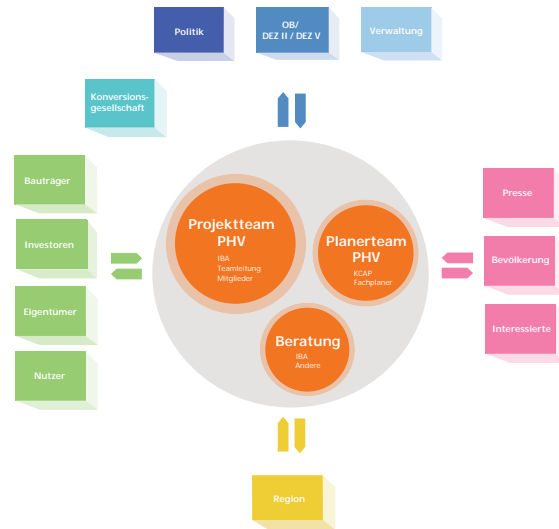 Politik
OB/
DEZ II / DEZ V
Verwaltung
Konversions-
gesellschaft
Bauträger
Investoren
Eigentümer
Nutzer
Projektteam
PHV
IBA
Teamleitung
Mitglieder
Planerteam
PHV
KCAP
Fachplaner
Beratung
IBA
Andere
Presse
Bevölkerung
Interessierte
Region